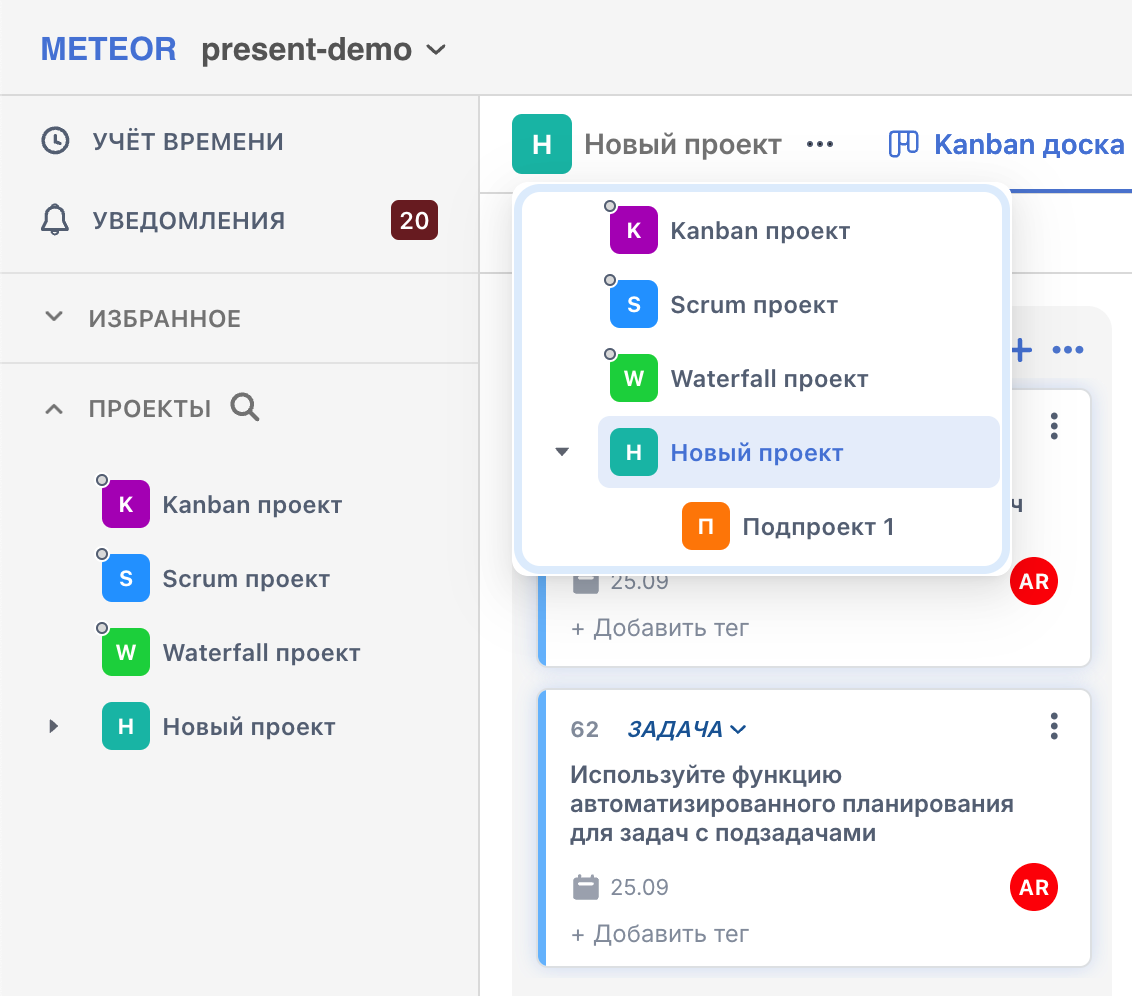 METEOR present-demo
УЧЁТ ВРЕМЕНИ
УВЕДОМЛЕНИЯ 20
ИЗБРАННОЕ
ПРОЕКТЫ
K Kanban проект
S Scrum проект
W Waterfall проект
Н Новый проект
Н Новый проект ••• Kanban доска
K Kanban проект
S Scrum проект
W Waterfall проект
Н Новый проект
П Подпроект 1
+ •••
ч
25.09 AR
+ Добавить тег
62 ЗАДАЧА
Используйте функцию
автоматизированного планирования
для задач с подзадачами
25.09 AR
+ Добавить тег